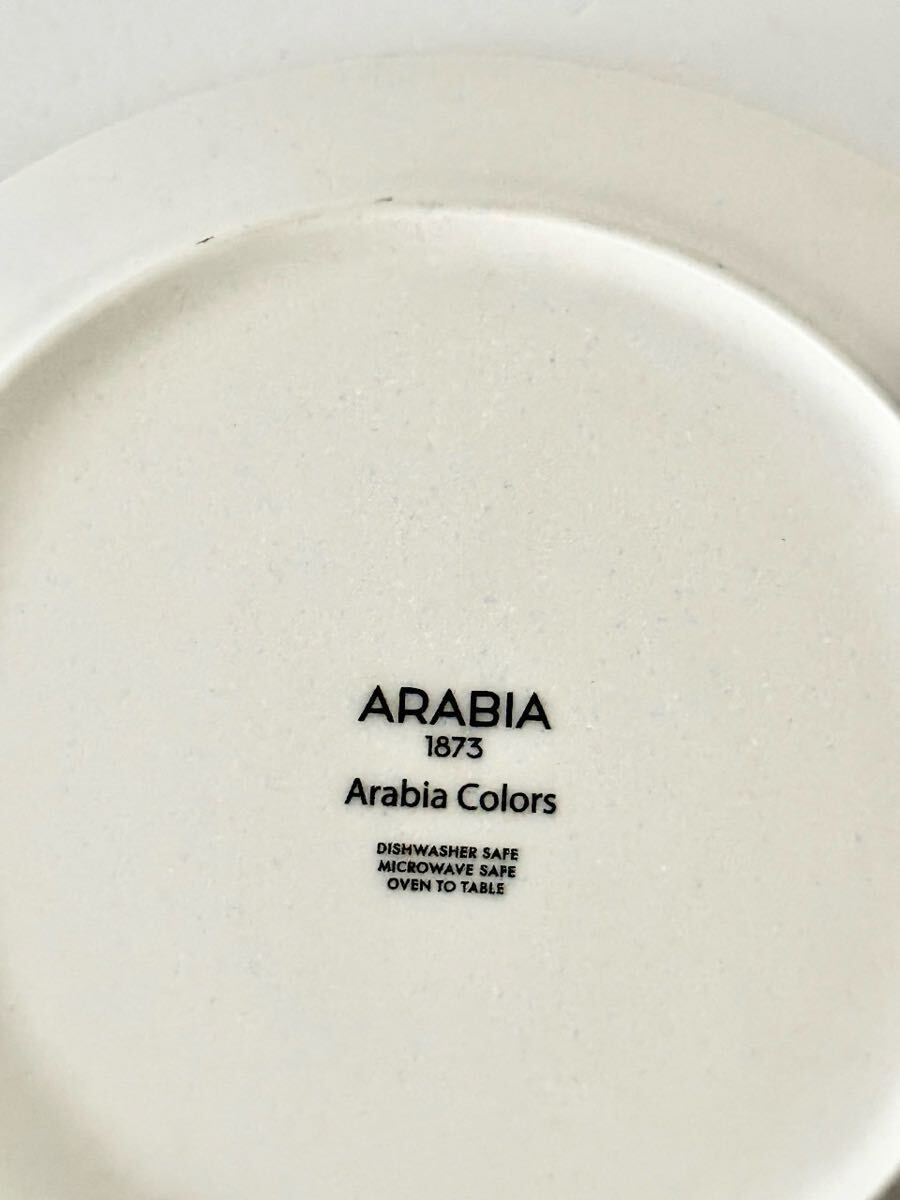 ARABIA
1873
Arabia Colors
DISHWASHER SAFE
MICROWAVE SAFE
OVEN TO TABLE